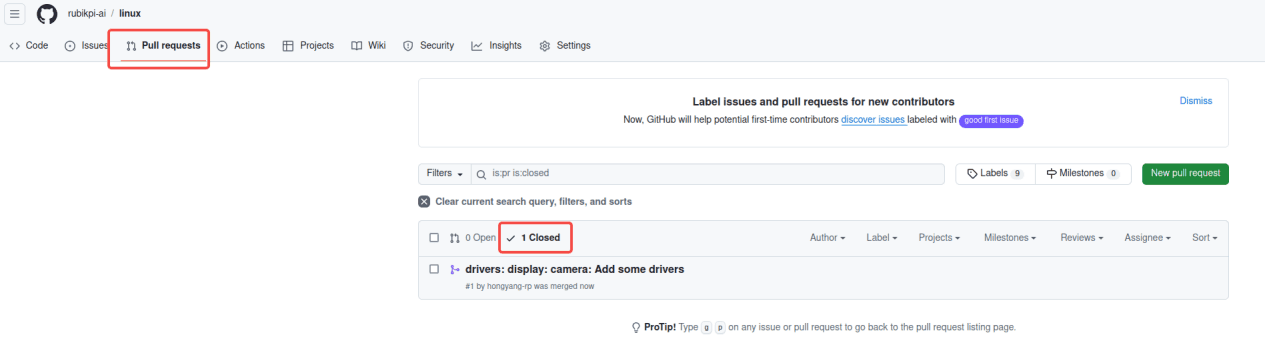 rubikpi-ai / linux
Code Issues Pull requests Actions Projects Wiki Security Insights Settings
Label issues and pull requests for new contributors
Dismiss
Now, GitHub will help potential first-time contributors discover issues labeled with good first issue
Filters is:pr is:closed Labels 9 Milestones 0 New pull request
Clear current search query, filters, and sorts
0 Open 1 Closed Author Label Projects Milestones Reviews Assignee Sort
drivers: display: camera: Add some drivers
#1 by hongyang-rp was merged now
ProTip! Type g p on any issue or pull request to go back to the pull request listing page.